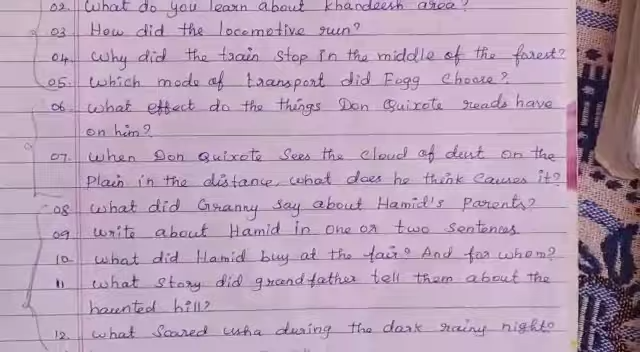 02. What do you learn about Khandeesh area?
03 How did the locomotive run?
04. Why did the train stop in the middle of the forest?
05. Which mode of transport did Fogg choose?
06. What effect do the things Don Quixote reads have
on him?
07. When Don Quixote sees the cloud of dust on the
Plain in the distance, what does he think causes it?
08 What did Granny say about Hamid's Parents?
09. Write about Hamid in one or two sentences.
10. What did Hamid buy at the fair? And for whom?
11 What story did grandfather tell them about the
haunted hill?
12. What Scared Usha during the dark rainy night?